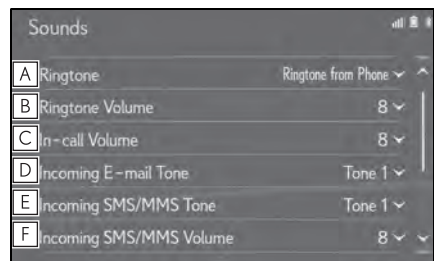 Sounds
A Ringtone Ringtone from Phone
B Ringtone Volume 8
C In-call Volume 8
D Incoming E-mail Tone Tone 1
E Incoming SMS/MMS Tone Tone 1
F Incoming SMS/MMS Volume 8